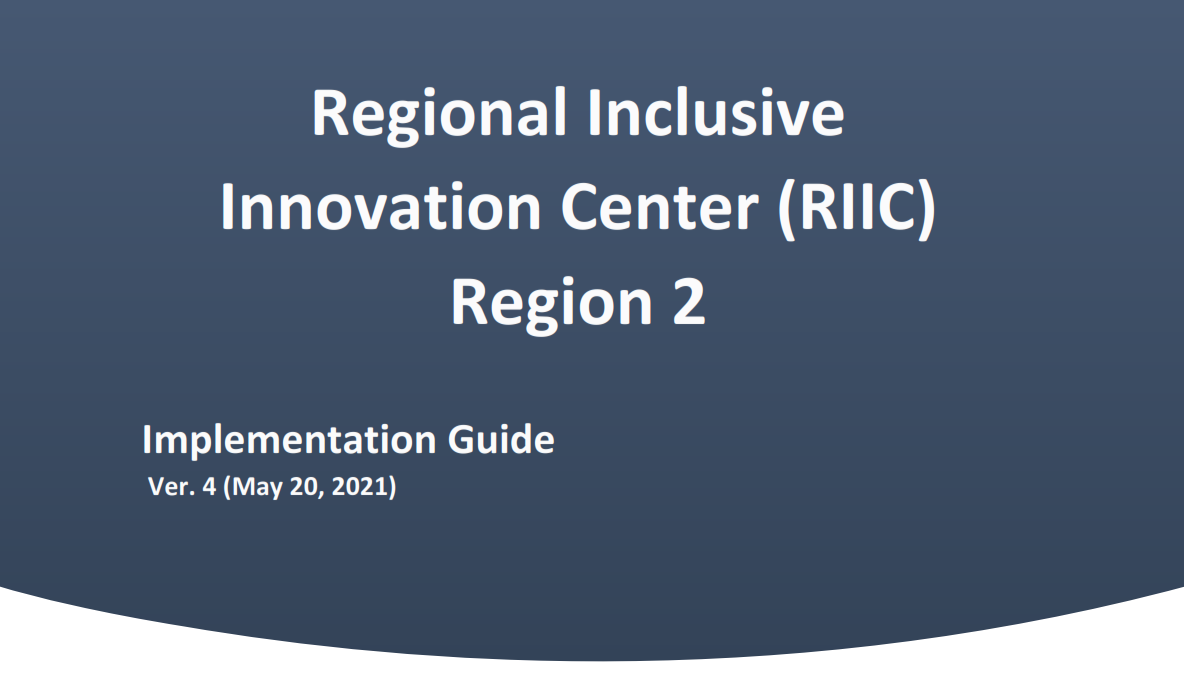 Regional Inclusive
Innovation Center (RIIC)
Region 2
Implementation Guide
Ver. 4 (May 20, 2021)